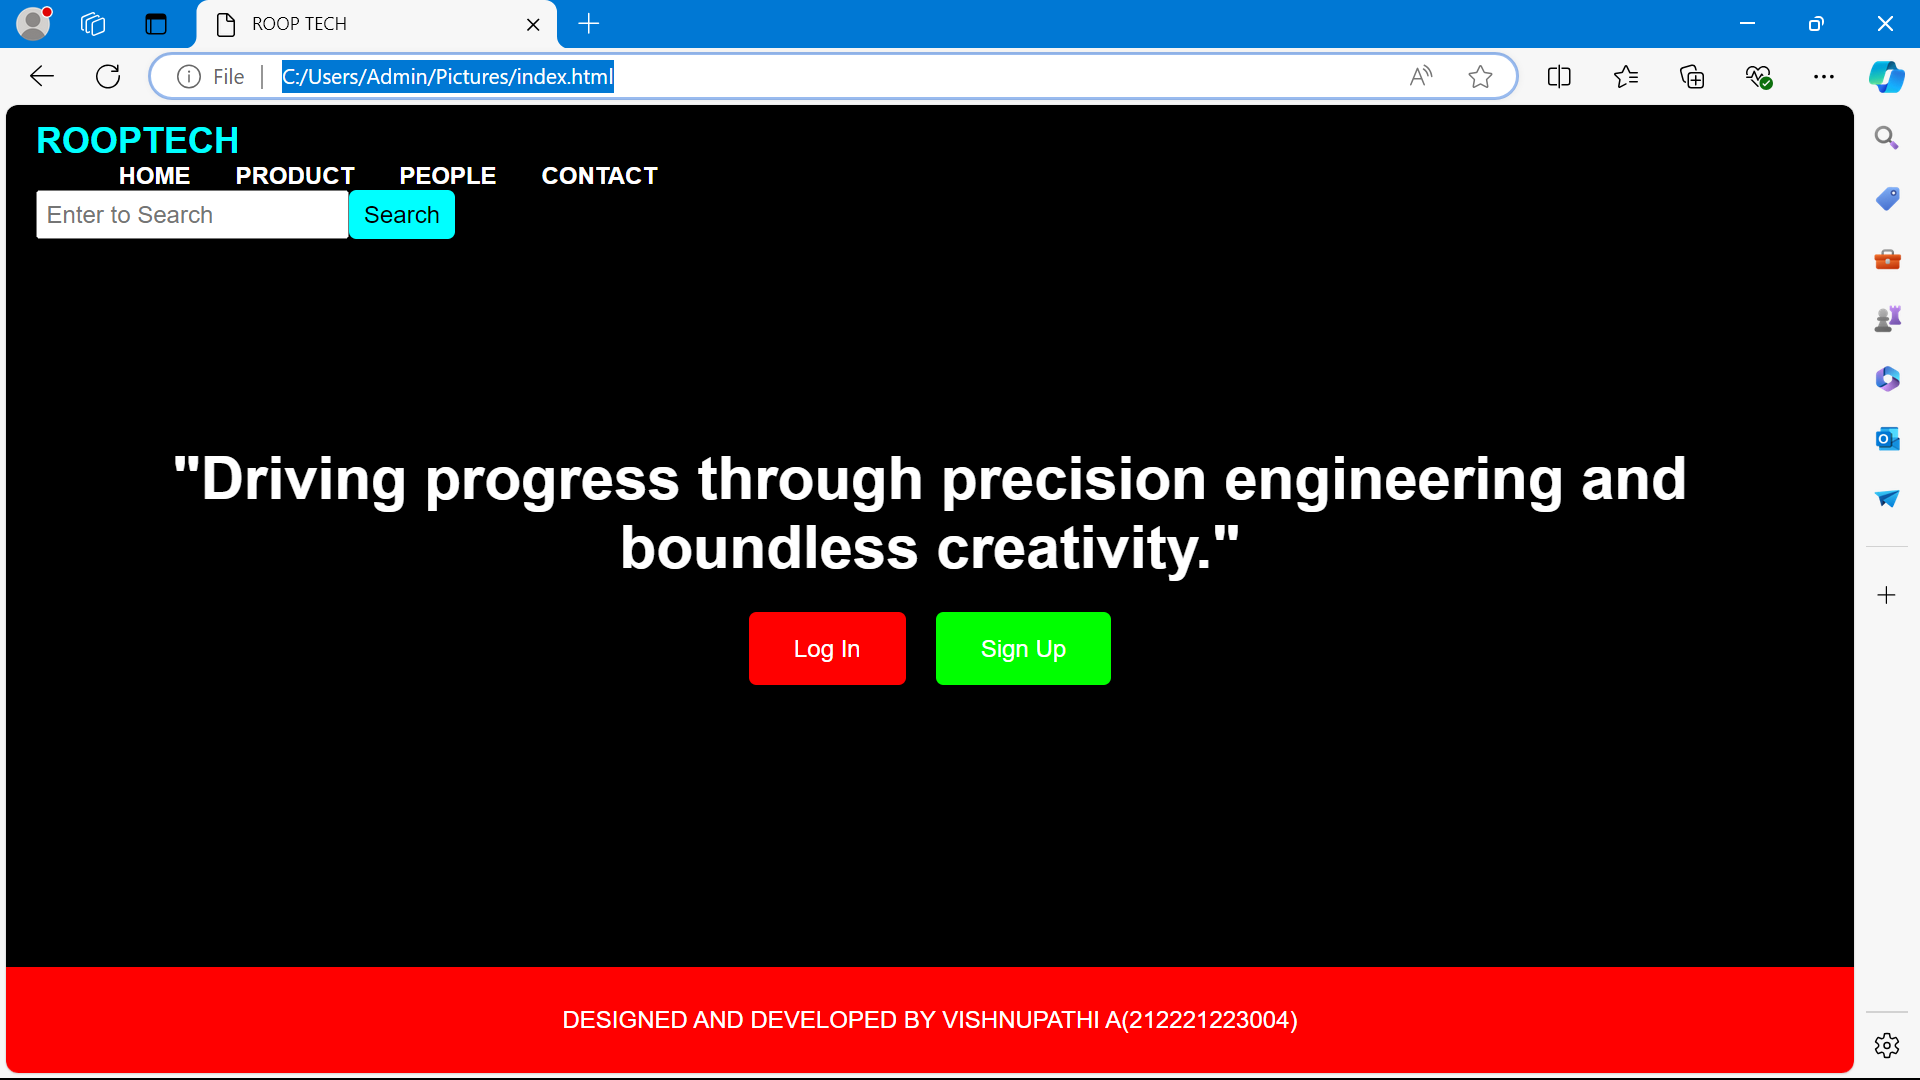 ROOP TECH
File
C:/Users/Admin/Pictures/index.html
ROOPTECH
HOME PRODUCT PEOPLE CONTACT
Enter to Search Search
"Driving progress through precision engineering and
boundless creativity."
Log In Sign Up
DESIGNED AND DEVELOPED BY VISHNUPATHI A(212221223004)